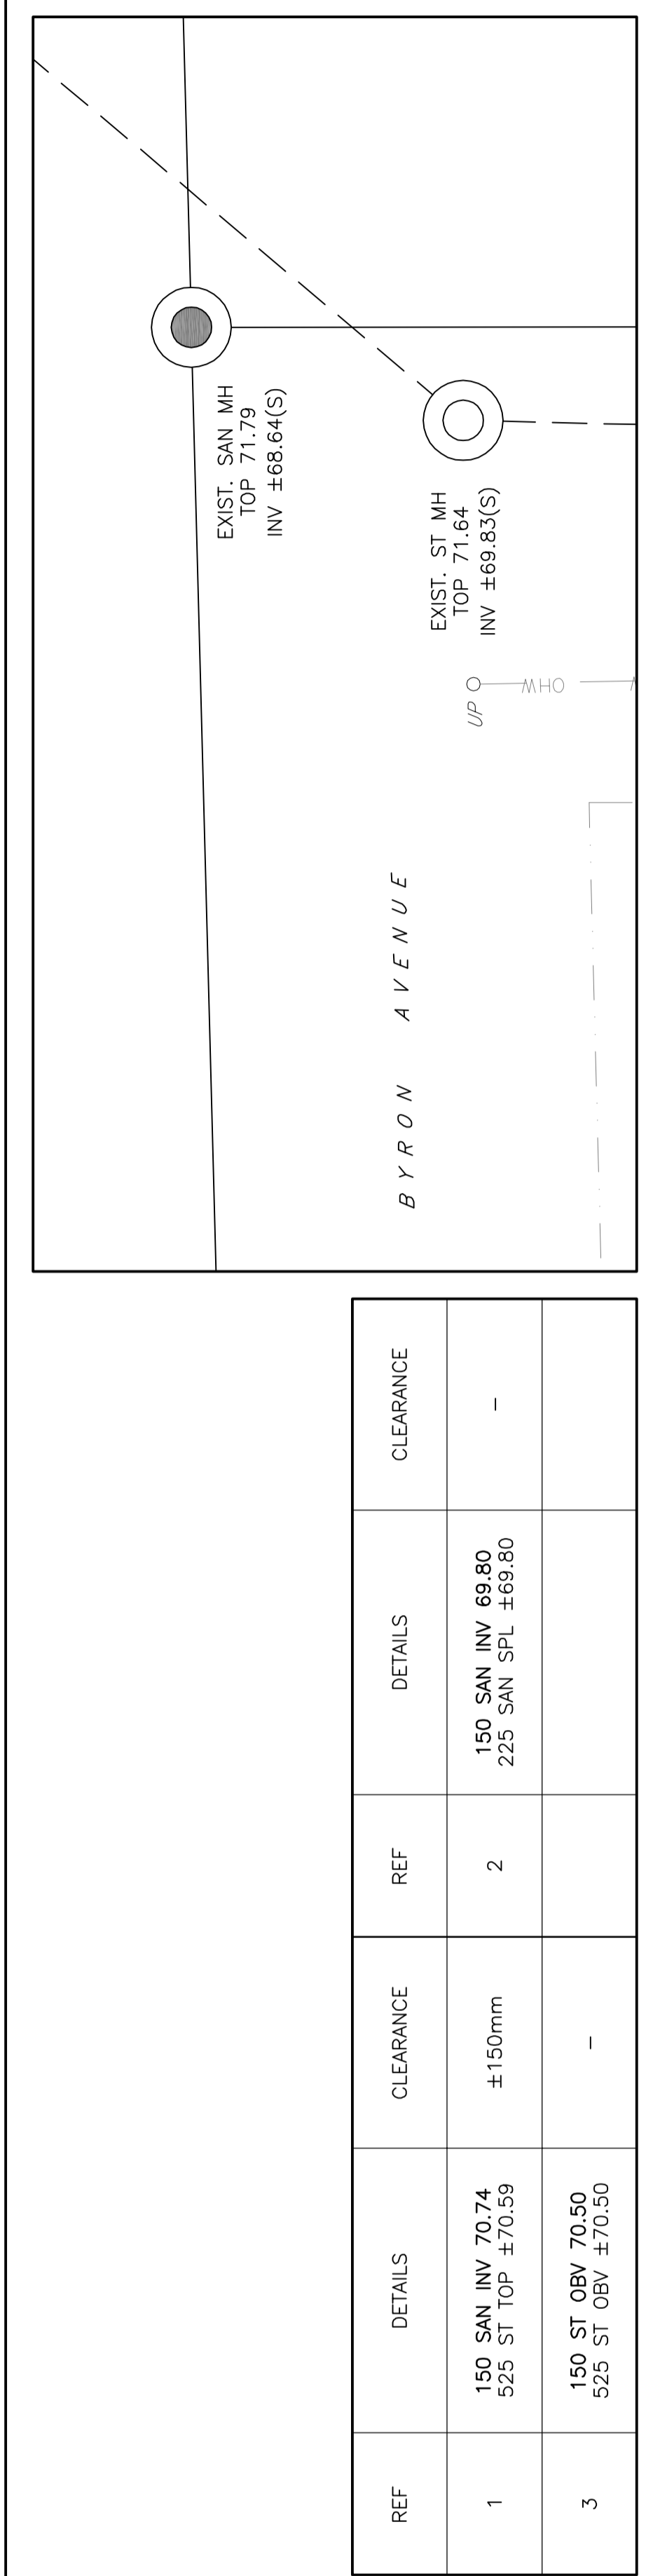 EXIST. SAN MH
TOP 71.79
INV ±68.64(S)
EXIST. ST MH
TOP 71.64
INV ±69.83(S)
UP
OHW
BYRON AVENUE
REF
DETAILS
CLEARANCE
REF
DETAILS
CLEARANCE
1
150 SAN INV 70.74
525 ST TOP ±70.59
±150mm
2
150 SAN INV 69.80
225 SAN SPL ±69.80
–
3
150 ST OBV 70.50
525 ST OBV ±70.50
–